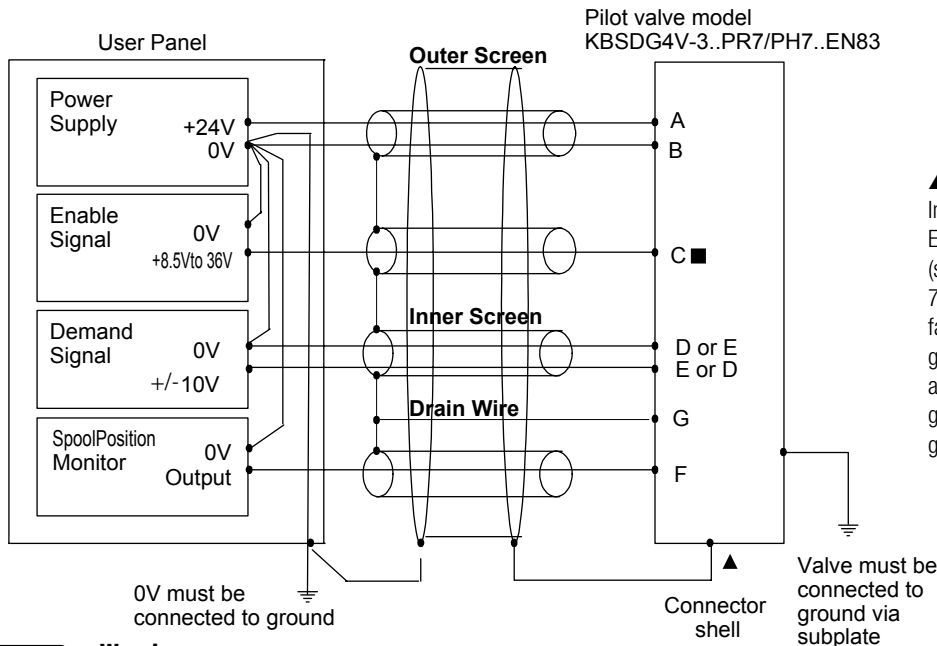 Pilot valve model
KBSDG4V-3..PR7/PH7..EN83
User Panel
Outer Screen
Power
Supply
+24V
0V
A
B
Enable
Signal
0V
+8.5Vto 36V
C ■
Inner Screen
Demand
Signal
0V
+/-10V
D or E
E or D
Drain Wire
G
SpoolPosition
Monitor
0V
Output
F
0V must be
connected to ground
▲
Connector
shell
Valve must be
connected to
ground via
subplate
▲